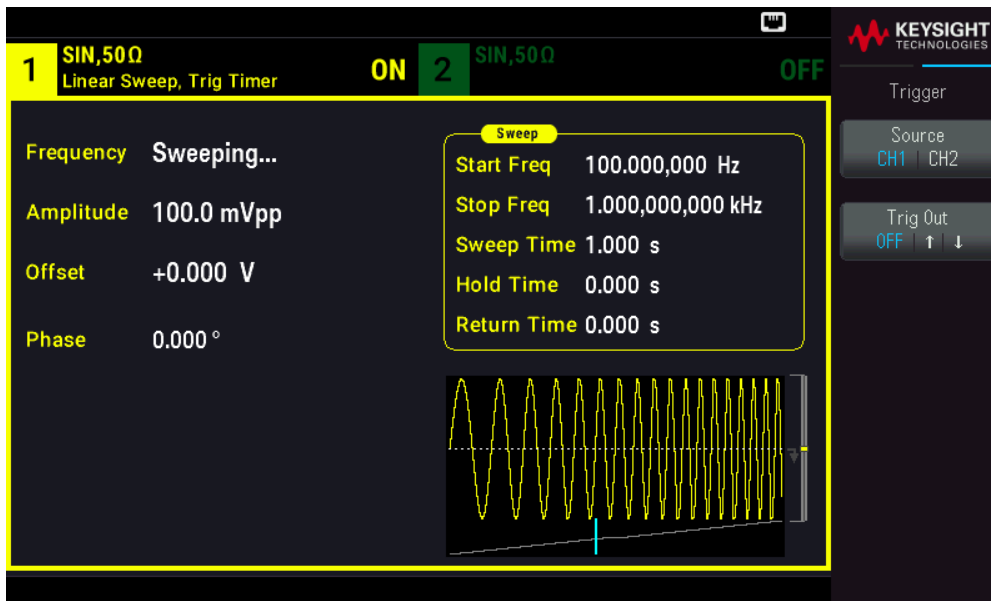 KEYSIGHT
TECHNOLOGIES
1 SIN,50Ω ON 2 SIN,50Ω OFF
Linear Sweep, Trig Timer
Trigger
Source
CH1 CH2
Trig Out
OFF ↑ ↓
Frequency Sweeping...
Amplitude 100.0 mVpp
Offset +0.000 V
Phase 0.000 °
Sweep
Start Freq 100.000,000 Hz
Stop Freq 1.000,000,000 kHz
Sweep Time 1.000 s
Hold Time 0.000 s
Return Time 0.000 s